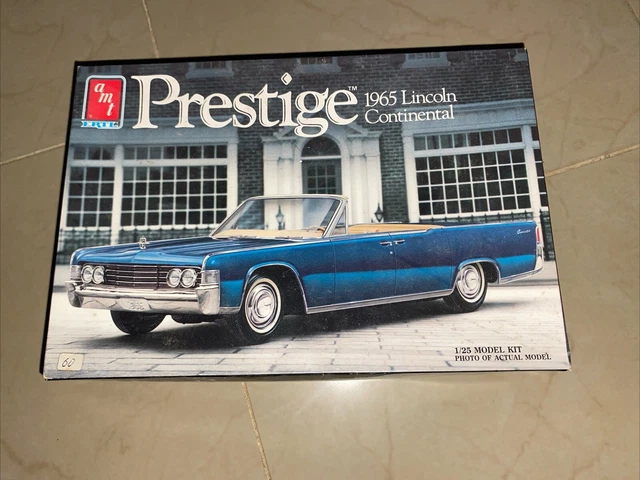 amt
ERTL
Prestige™
1965 Lincoln
Continental
1/25 MODEL KIT
PHOTO OF ACTUAL MODEL
60